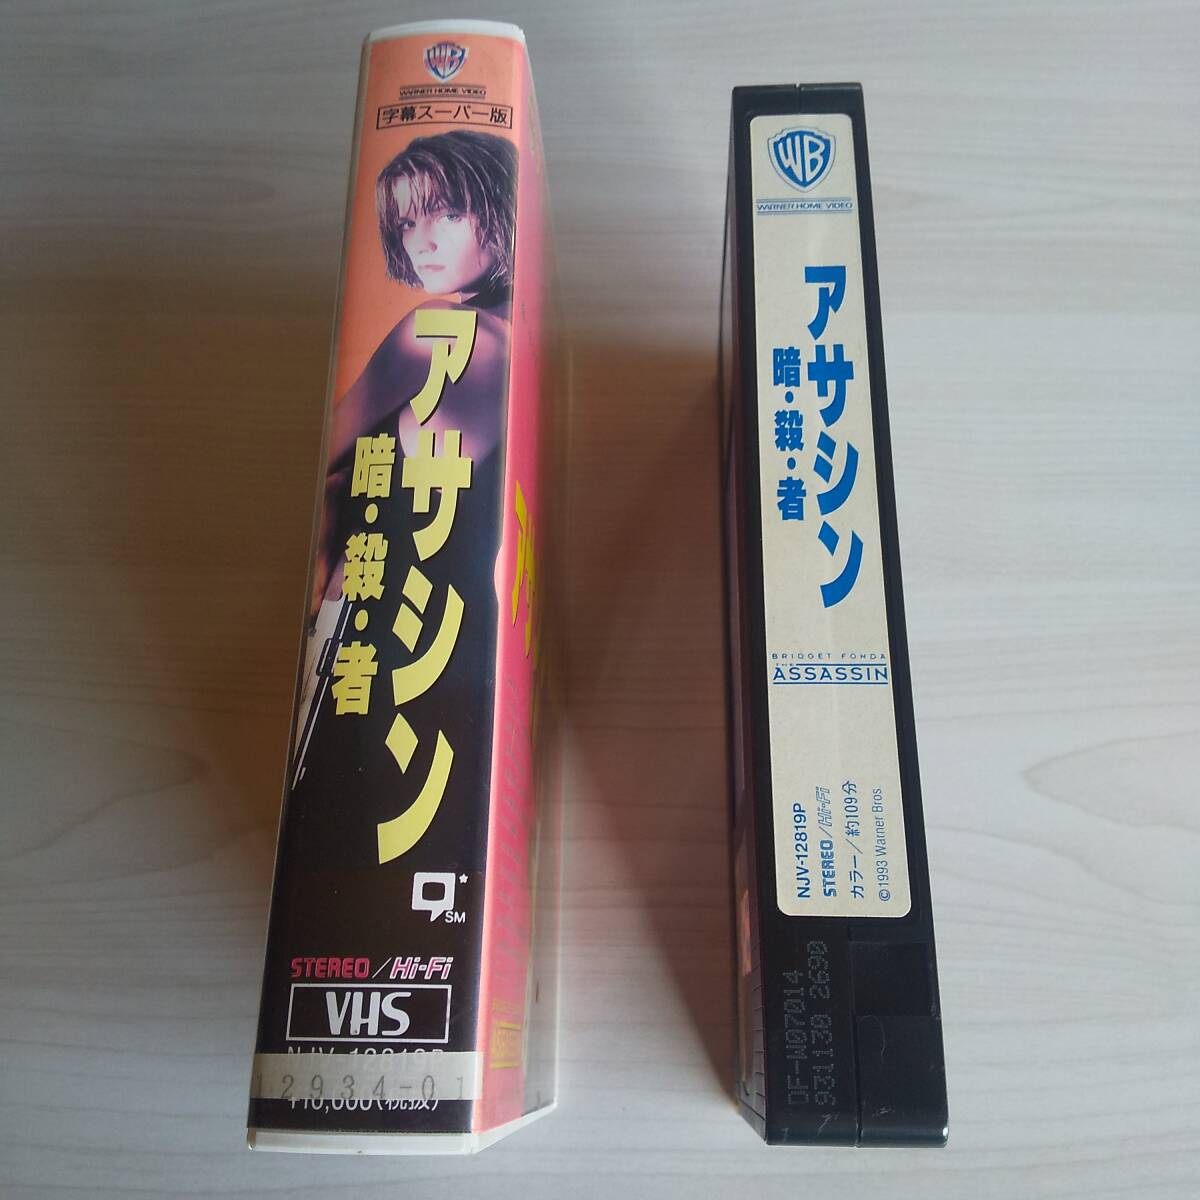 WB
WARNER HOME VIDEO
字幕スーパー版
アサシン
暗・殺・者
SM
STEREO/Hi-Fi
VHS
12934-01
WB
WARNER HOME VIDEO
アサシン
暗・殺・者
BRIDGET FONDA
THE
ASSASSIN
NJV-12819P
STEREO/Hi-Fi
カラー/約109分
©1993 Warner Bros
DF-W07014
931130 2690